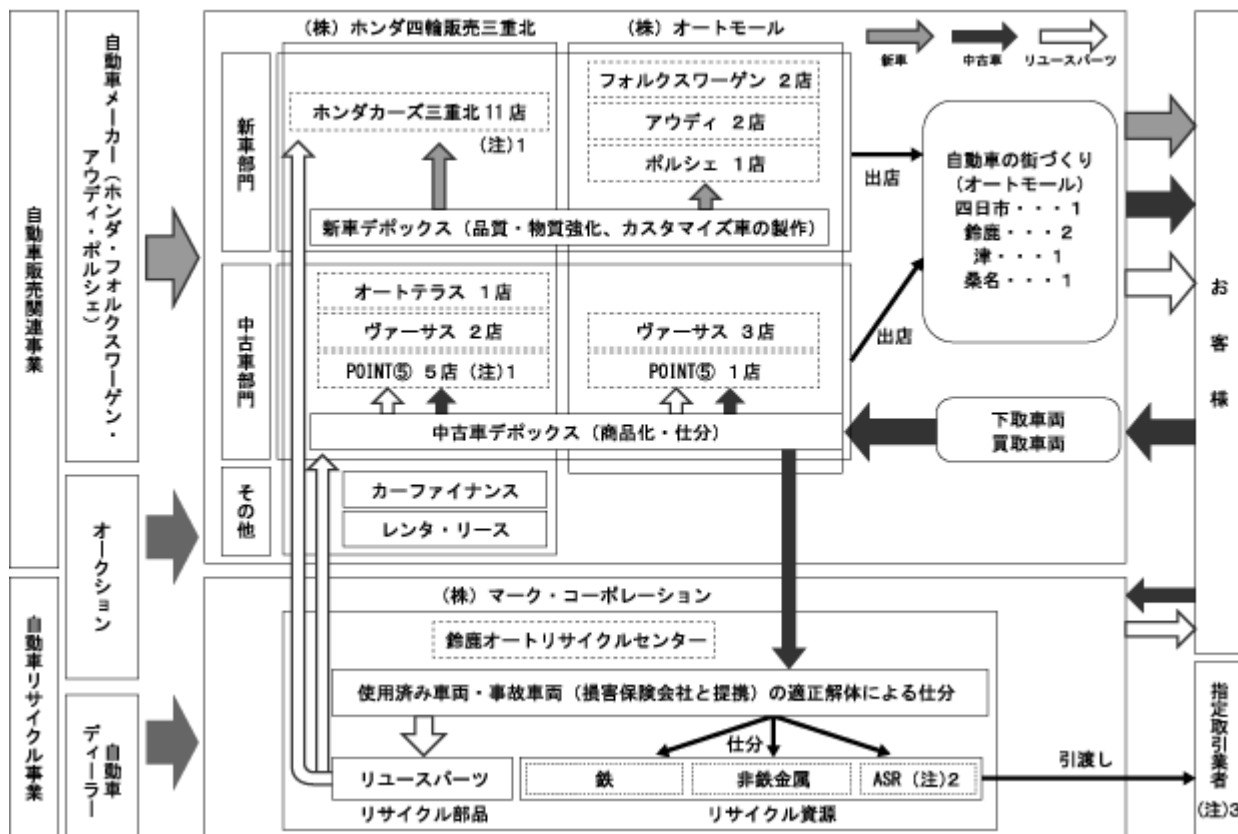 自動車販売関連事業
自動車リサイクル事業
自動車メーカー（ホンダ・フォルクスワーゲン・
アウディ・ポルシェ）
オークション
自動車
ディーラー
（株）ホンダ四輪販売三重北
（株）オートモール
新車
中古車
リユースパーツ
新車部門
ホンダカーズ三重北 11店
（注）1
フォルクスワーゲン 2店
アウディ 2店
ポルシェ 1店
新車デポックス（品質・物質強化、カスタマイズ車の製作）
出店
自動車の街づくり
（オートモール）
四日市・・・1
鈴鹿・・・2
津・・・1
桑名・・・1
中古車部門
オートテラス 1店
ヴァーサス 2店
POINT⑤ 5店（注）1
ヴァーサス 3店
POINT⑤ 1店
出店
中古車デポックス（商品化・仕分）
下取車両
買取車両
お客様
その他
カーファイナンス
レンタ・リース
（株）マーク・コーポレーション
鈴鹿オートリサイクルセンター
使用済み車両・事故車両（損害保険会社と提携）の適正解体による仕分
仕分
リユースパーツ
鉄
非鉄金属
ASR（注）2
リサイクル部品
リサイクル資源
引渡し
指定取引業者
（注）3